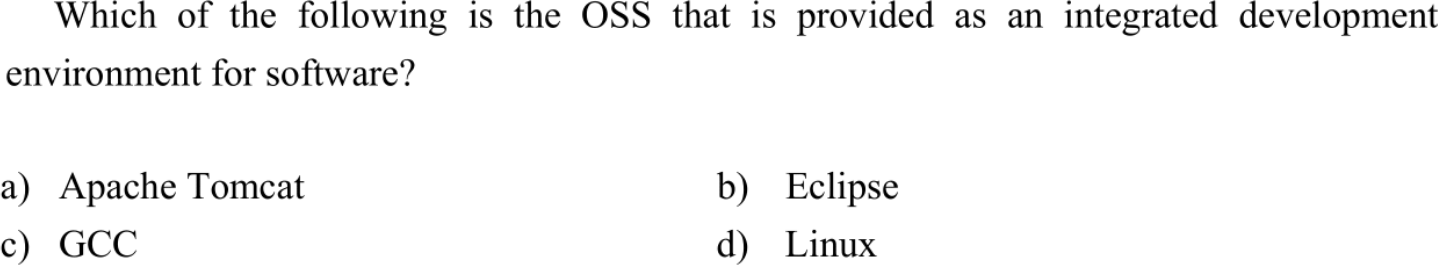 Which of the following is the OSS that is provided as an integrated development
environment for software?
a) Apache Tomcat b) Eclipse
c) GCC d) Linux